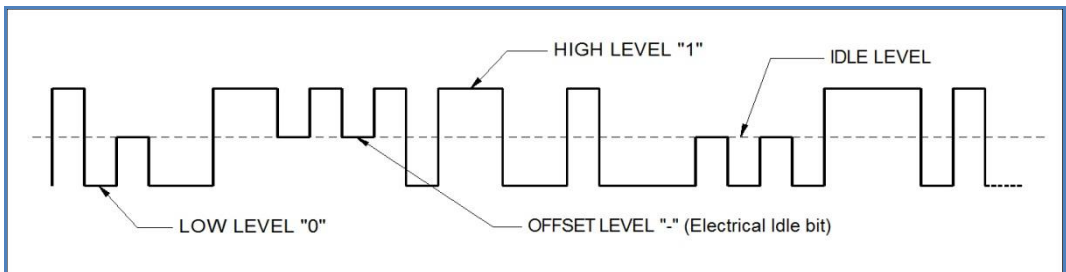 HIGH LEVEL "1"
IDLE LEVEL
LOW LEVEL "0"
OFFSET LEVEL "-" (Electrical Idle bit)